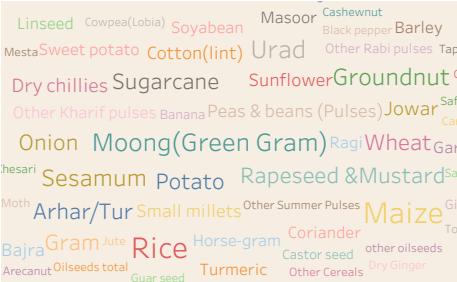 Linseed Cowpea(Lobia) Soyabean Masoor Cashewnut
Black pepper Barley
Mesta Sweet potato Cotton(lint) Urad Other Rabi pulses
Dry chillies Sugarcane Sunflower Groundnut
Other Kharif pulses Banana Peas & beans (Pulses) Jowar
Onion Moong(Green Gram) Ragi Wheat
Sesamum Potato Rapeseed &Mustard
Moth Arhar/Tur Small millets Other Summer Pulses Maize
Bajra Gram Jute Rice Horse-gram Coriander
Castor seed other oilseeds
Arecanut Oilseeds total Guar seed Turmeric Other Cereals Dry Ginger